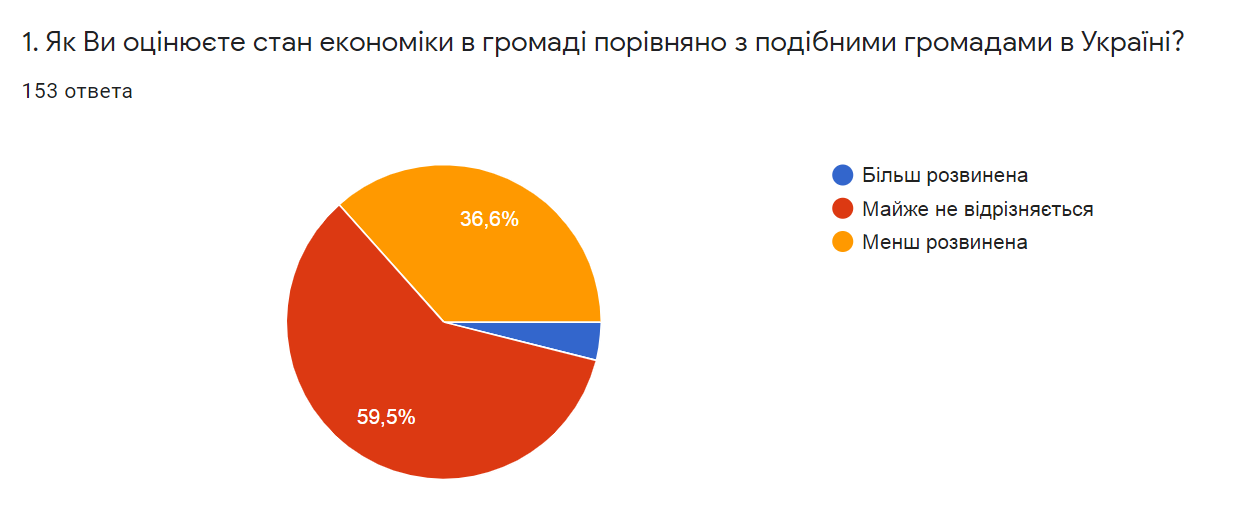 1. Як Ви оцінюєте стан економіки в громаді порівняно з подібними громадами в Україні?
153 ответа
Більш розвинена
Майже не відрізняється
Менш розвинена
36,6%
59,5%